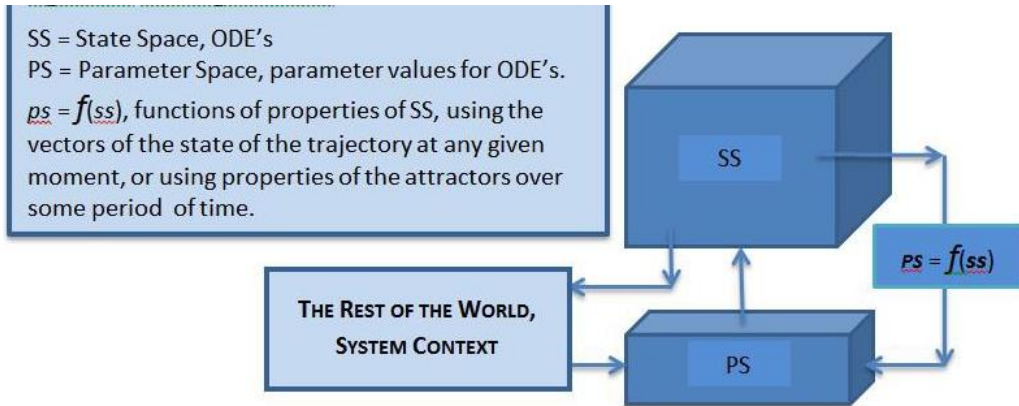 SS = State Space, ODE's
PS = Parameter Space, parameter values for ODE's.
ps = f(ss), functions of properties of SS, using the
vectors of the state of the trajectory at any given
moment, or using properties of the attractors over
some period of time.
SS
ps = f(ss)
THE REST OF THE WORLD,
SYSTEM CONTEXT
PS